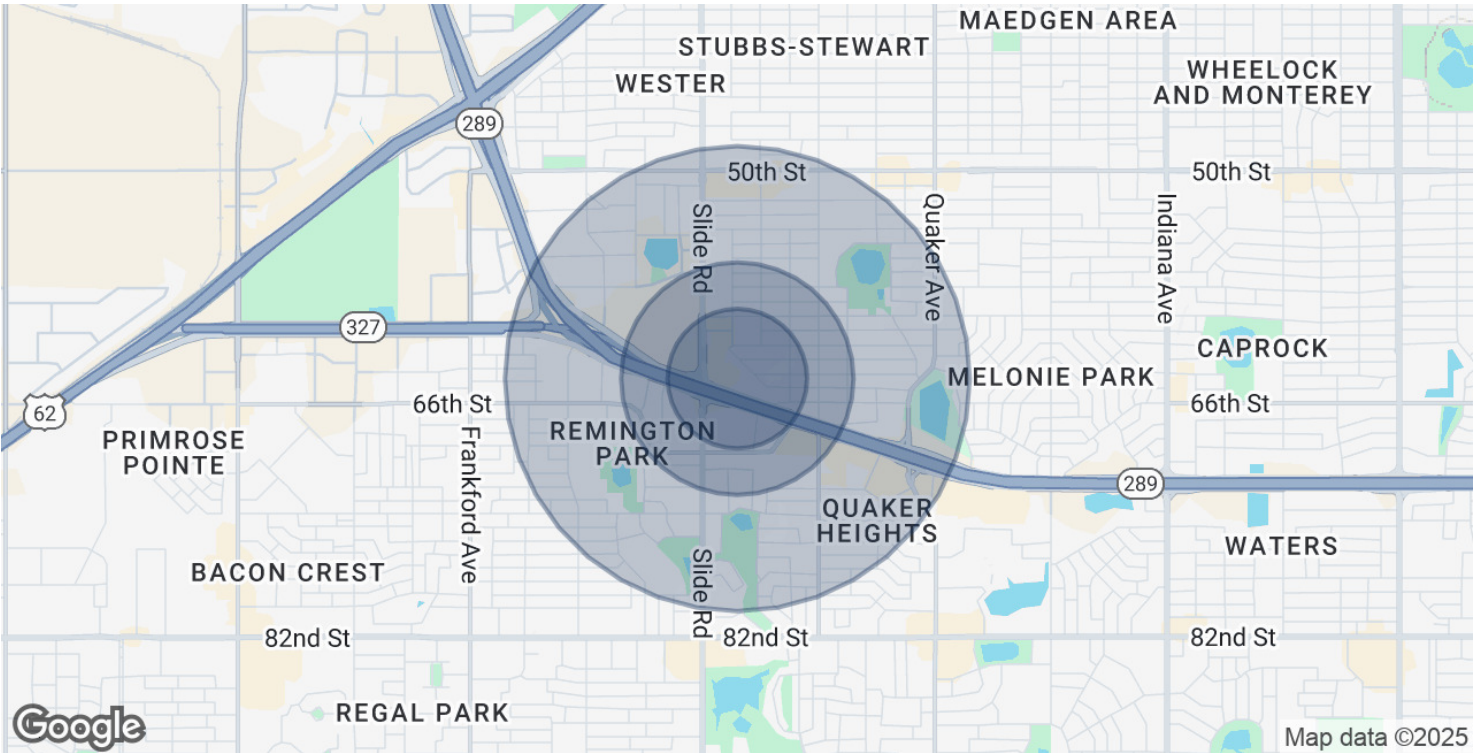 MAEDGEN AREA
STUBBS-STEWART
WESTER
WHEELOCK
AND MONTEREY
289
50th St
50th St
Slide Rd
Quaker Ave
Indiana Ave
327
CAPROCK
MELONIE PARK
62
66th St
66th St
PRIMROSE
POINTE
REMINGTON
PARK
Frankford Ave
289
QUAKER
HEIGHTS
WATERS
BACON CREST
Slide Rd
82nd St
82nd St
82nd St
REGAL PARK
Google
Map data ©2025